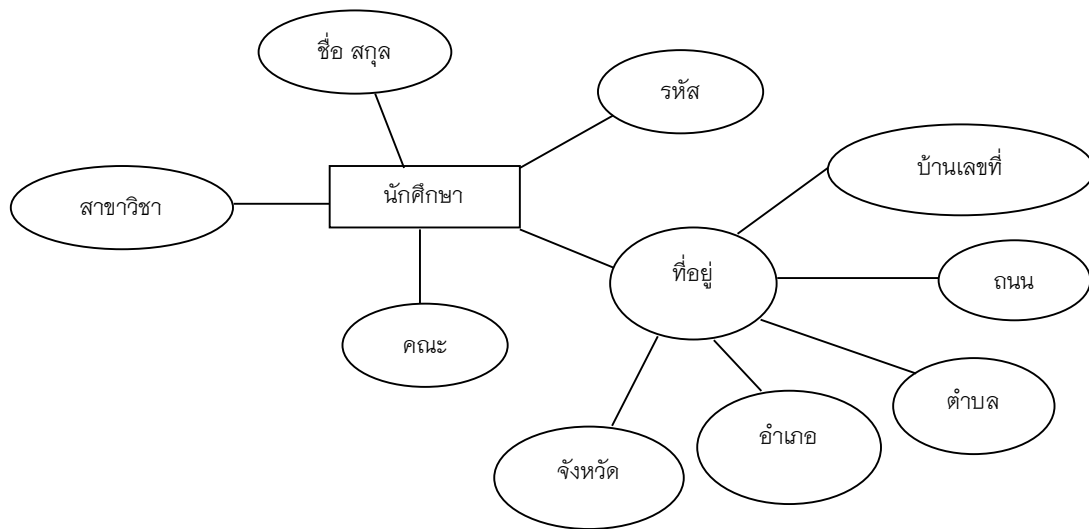 ชื่อ สกุล
รหัส
บ้านเลขที่
นักศึกษา
สาขาวิชา
ที่อยู่
ถนน
คณะ
ตำบล
อำเภอ
จังหวัด